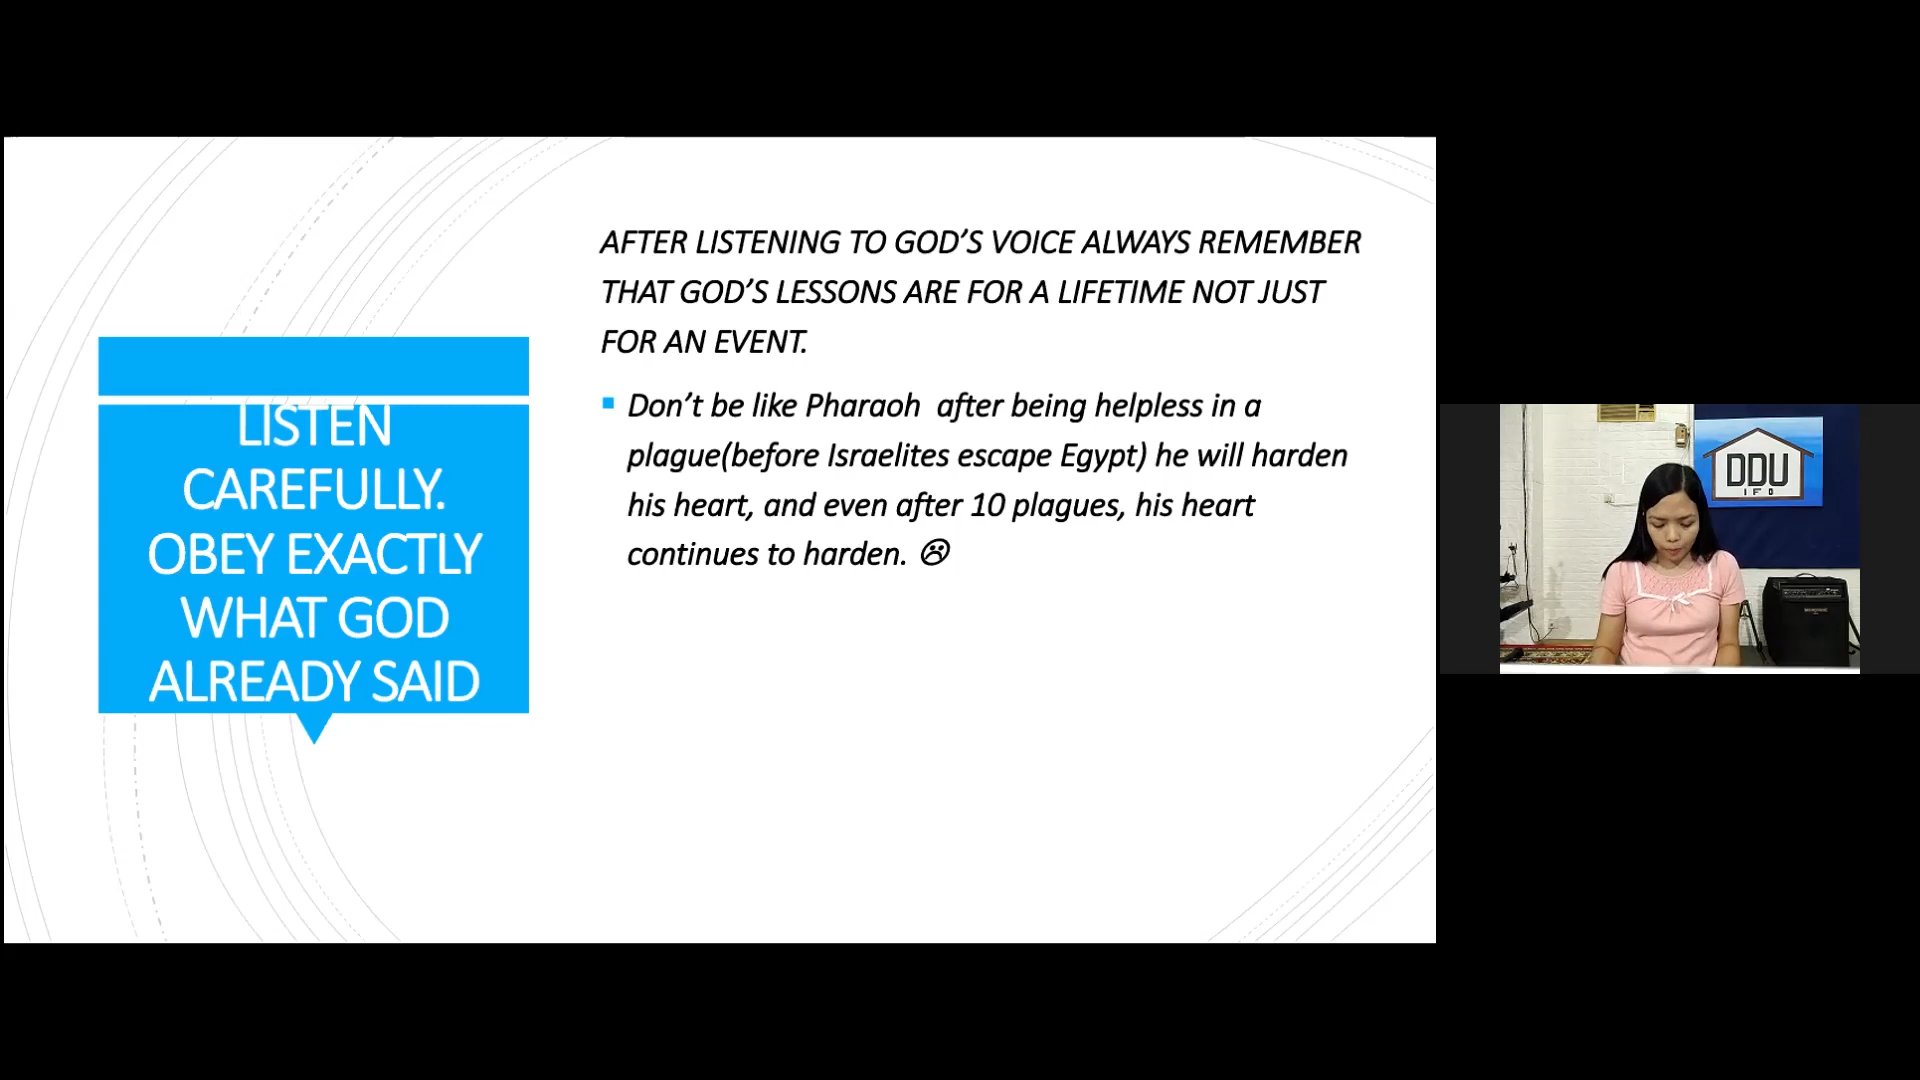 LISTEN
CAREFULLY.
OBEY EXACTLY
WHAT GOD
ALREADY SAID
AFTER LISTENING TO GOD'S VOICE ALWAYS REMEMBER
THAT GOD'S LESSONS ARE FOR A LIFETIME NOT JUST
FOR AN EVENT.
Don't be like Pharaoh after being helpless in a
plague(before Israelites escape Egypt) he will harden
his heart, and even after 10 plagues, his heart
continues to harden. ☹
DDU
IFO